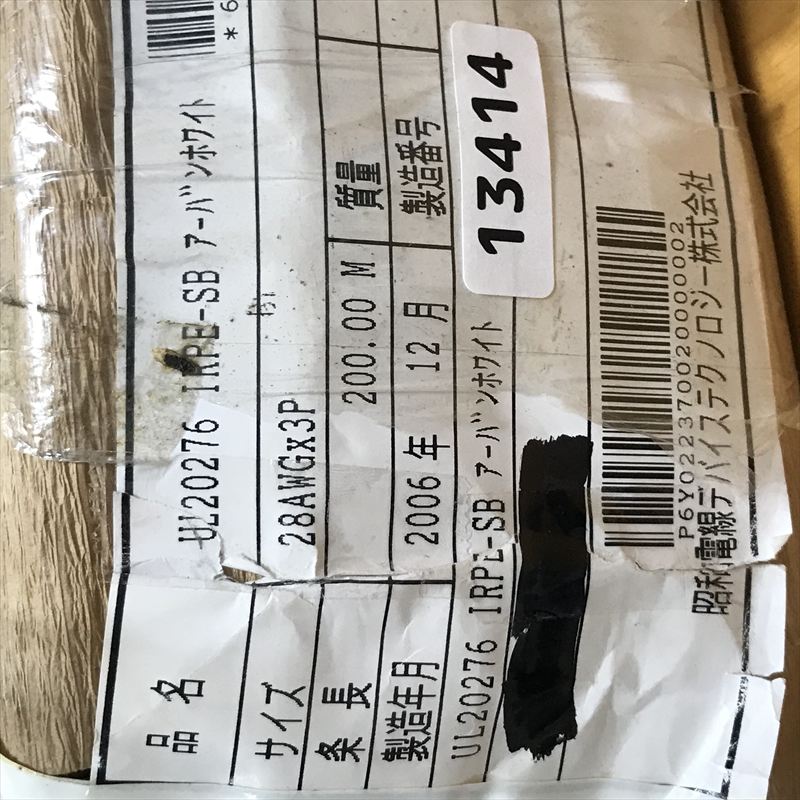 * 6
品 名 UL20276 IRPE-SB ｱｰﾊﾞﾝﾎﾜｲﾄ
サイズ 28AWGx3P
条 長 200.00 M 質量
製造年月 2006 年 12 月 製造番号
UL20276 IRPE-SB ｱｰﾊﾞﾝﾎﾜｲﾄ
13414
P6Y022370020000002
昭和電線デバイステクノロジー株式会社